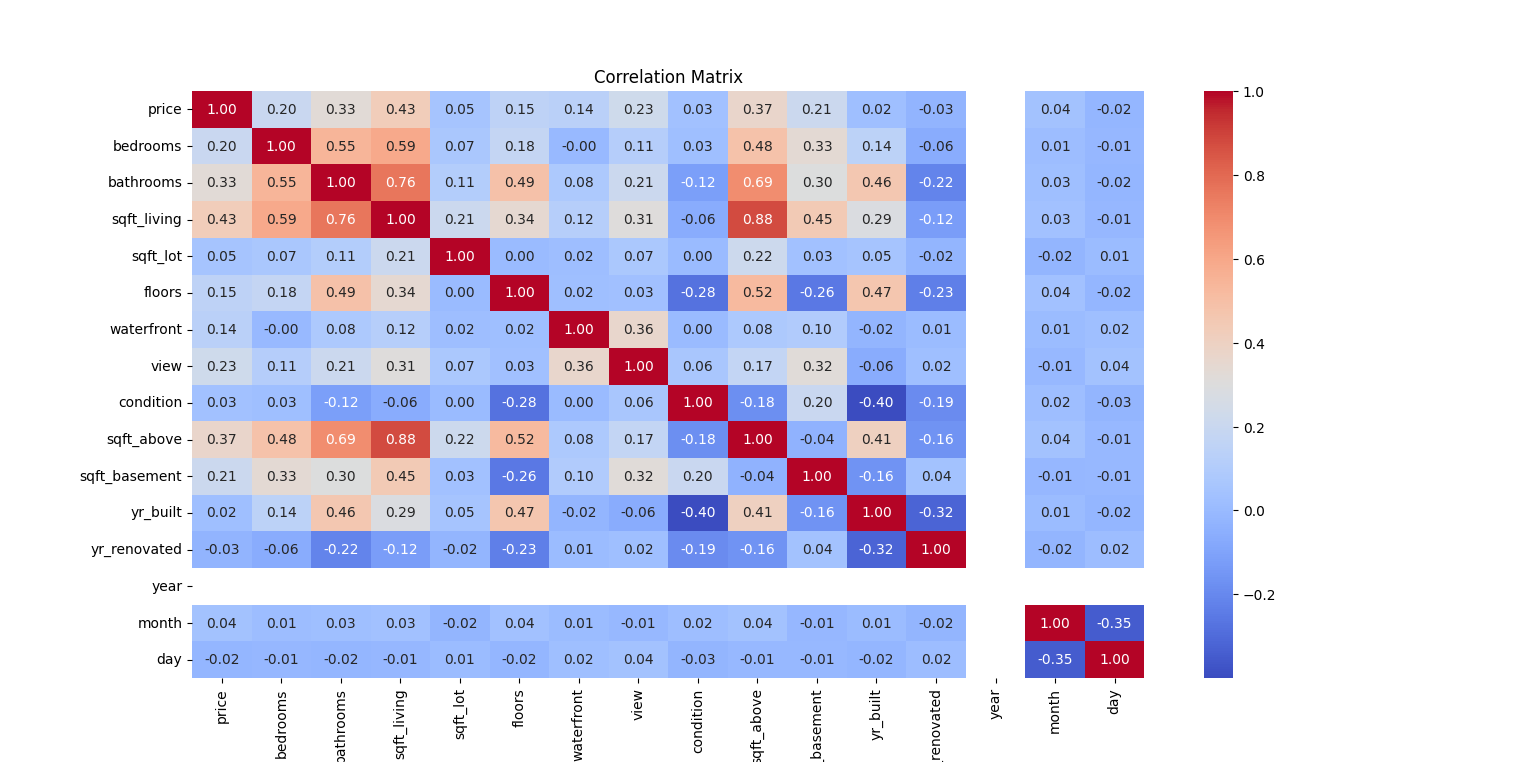 Correlation Matrix
price 1.00 0.20 0.33 0.43 0.05 0.15 0.14 0.23 0.03 0.37 0.21 0.02 -0.03 0.04 -0.02
bedrooms 0.20 1.00 0.55 0.59 0.07 0.18 -0.00 0.11 0.03 0.48 0.33 0.14 -0.06 0.01 -0.01
bathrooms 0.33 0.55 1.00 0.76 0.11 0.49 0.08 0.21 -0.12 0.69 0.30 0.46 -0.22 0.03 -0.02
sqft_living 0.43 0.59 0.76 1.00 0.21 0.34 0.12 0.31 -0.06 0.88 0.45 0.29 -0.12 0.03 -0.01
sqft_lot 0.05 0.07 0.11 0.21 1.00 0.00 0.02 0.07 0.00 0.22 0.03 0.05 -0.02 -0.02 0.01
floors 0.15 0.18 0.49 0.34 0.00 1.00 0.02 0.03 -0.28 0.52 -0.26 0.47 -0.23 0.04 -0.02
waterfront 0.14 -0.00 0.08 0.12 0.02 0.02 1.00 0.36 0.00 0.08 0.10 -0.02 0.01 0.01 0.02
view 0.23 0.11 0.21 0.31 0.07 0.03 0.36 1.00 0.06 0.17 0.32 -0.06 0.02 -0.01 0.04
condition 0.03 0.03 -0.12 -0.06 0.00 -0.28 0.00 0.06 1.00 -0.18 0.20 -0.40 -0.19 0.02 -0.03
sqft_above 0.37 0.48 0.69 0.88 0.22 0.52 0.08 0.17 -0.18 1.00 -0.04 0.41 -0.16 0.04 -0.01
sqft_basement 0.21 0.33 0.30 0.45 0.03 -0.26 0.10 0.32 0.20 -0.04 1.00 -0.16 0.04 -0.01 -0.01
yr_built 0.02 0.14 0.46 0.29 0.05 0.47 -0.02 -0.06 -0.40 0.41 -0.16 1.00 -0.32 0.01 -0.02
yr_renovated -0.03 -0.06 -0.22 -0.12 -0.02 -0.23 0.01 0.02 -0.19 -0.16 0.04 -0.32 1.00 -0.02 0.02
year
month 0.04 0.01 0.03 0.03 -0.02 0.04 0.01 -0.01 0.02 0.04 -0.01 0.01 -0.02 1.00 -0.35
day -0.02 -0.01 -0.02 -0.01 0.01 -0.02 0.02 0.04 -0.03 -0.01 -0.01 -0.02 0.02 -0.35 1.00
price
bedrooms
bathrooms
sqft_living
sqft_lot
floors
waterfront
view
condition
sqft_above
_basement
yr_built
_renovated
year
month
day
1.0
0.8
0.6
0.4
0.2
0.0
−0.2